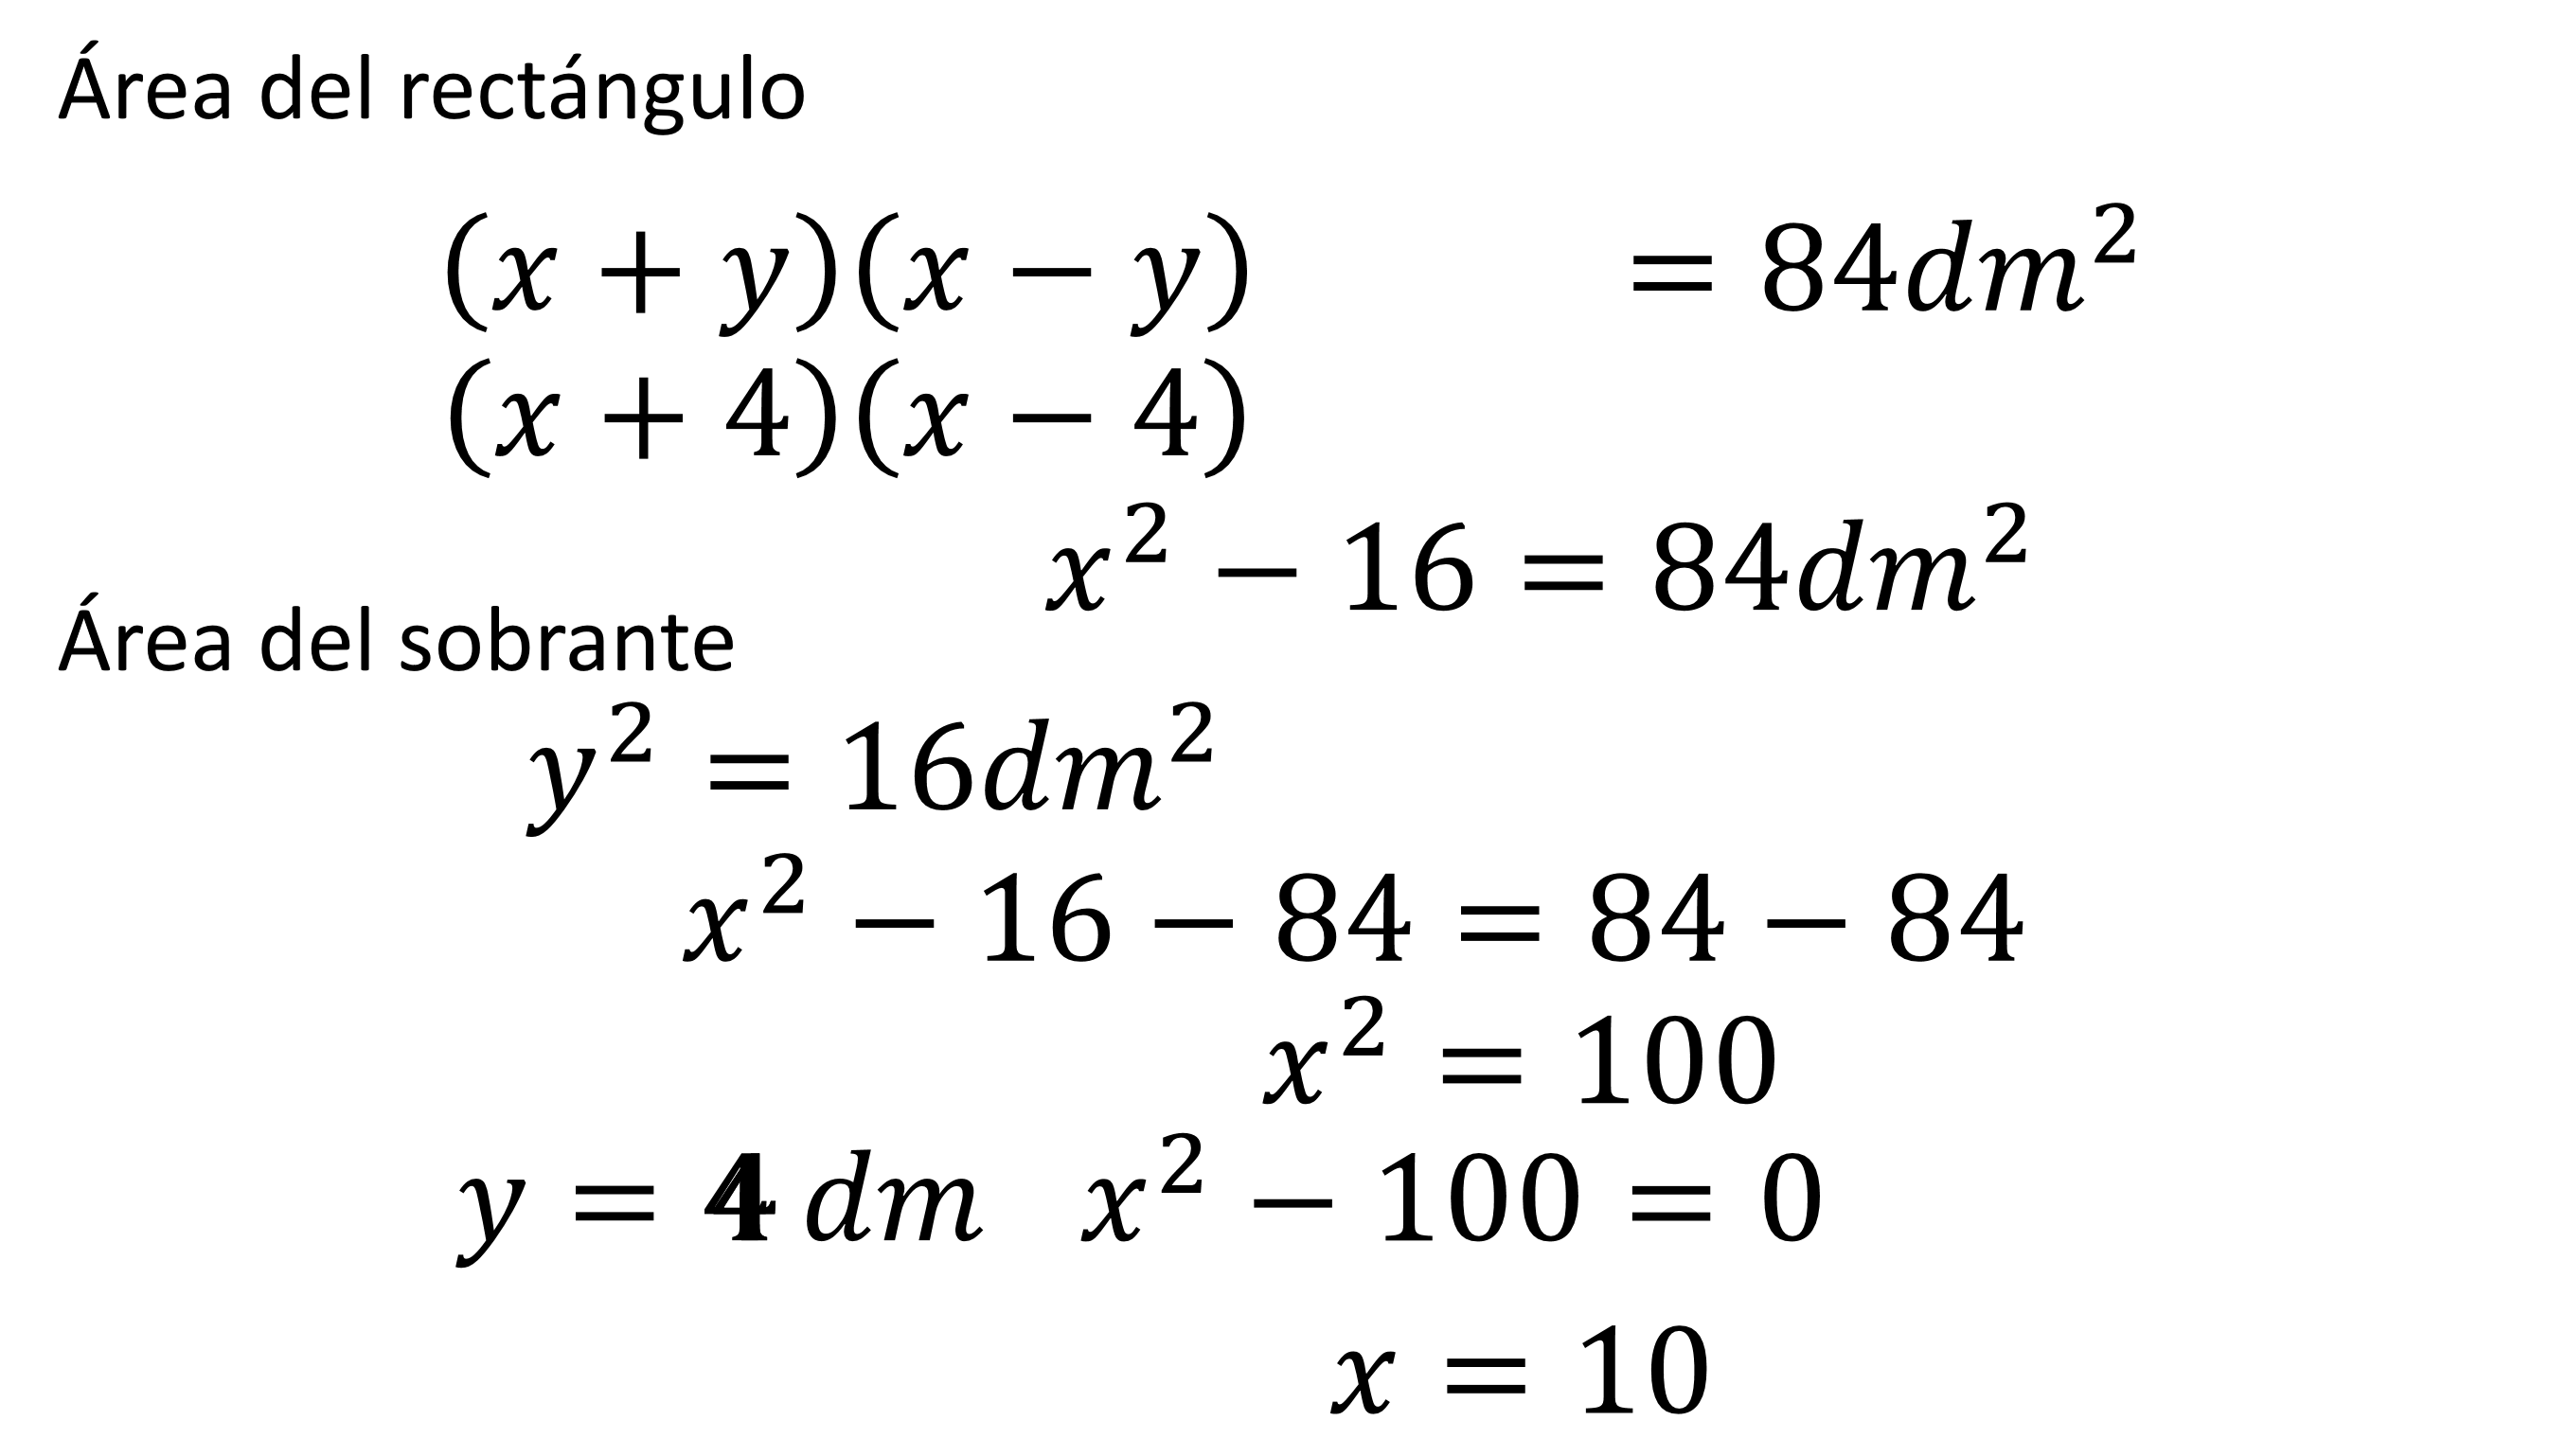 Área del rectángulo
(x + y)(x − y) = 84dm²
(x + 4)(x − 4)
x² − 16 = 84dm²
Área del sobrante
y² = 16dm²
x² − 16 − 84 = 84 − 84
x² = 100
y = 4 dm x² − 100 = 0
x = 10